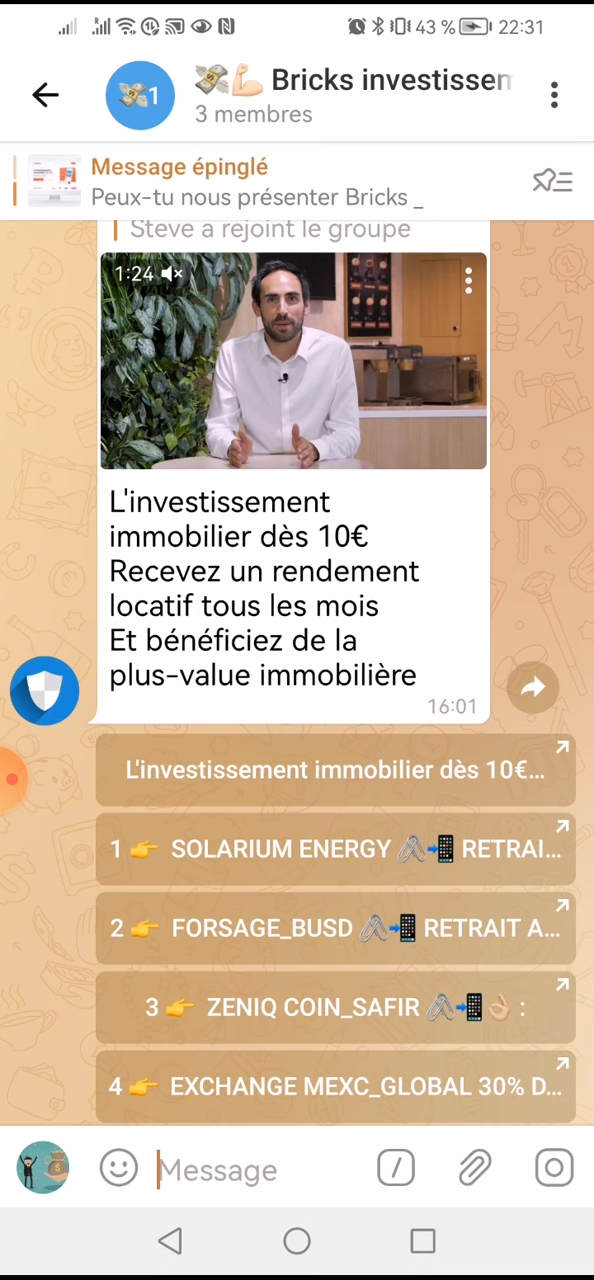 43 % 22:31
1 Bricks investissem
3 membres
Message épinglé
Peux-tu nous présenter Bricks _
Steve a rejoint le groupe
1:24
L'investissement
immobilier dès 10€
Recevez un rendement
locatif tous les mois
Et bénéficiez de la
plus-value immobilière
16:01
L'investissement immobilier dès 10€...
1 👉 SOLARIUM ENERGY 🖇️📲 RETRAI...
2 👉 FORSAGE_BUSD 🖇️📲 RETRAIT A...
3 👉 ZENIQ COIN_SAFIR 🖇️📲👌🏼 :
4 👉 EXCHANGE MEXC_GLOBAL 30% D...
Message